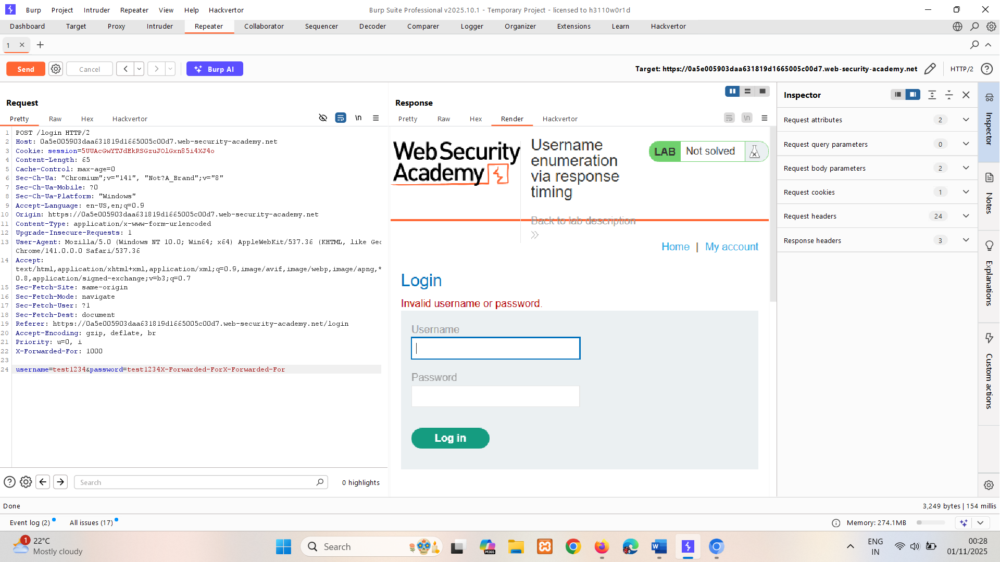 Burp Project Intruder Repeater View Help Hackvertor
Burp Suite Professional v2025.10.1 - Temporary Project - licensed to h3110w0r1d
Dashboard Target Proxy Intruder Repeater Collaborator Sequencer Decoder Comparer Logger Organizer Extensions Learn Hackvertor
1
Send Cancel Burp AI
Target: https://0a5e005903daa631819d1665005c00d7.web-security-academy.net HTTP/2
Request
Pretty Raw Hex Hackvertor
\n
1 POST /login HTTP/2
2 Host: 0a5e005903daa631819d1665005c00d7.web-security-academy.net
3 Cookie: session=5UUAcGwYTJdEkRSGzuJOlGxn85i4XJ4o
4 Content-Length: 65
5 Cache-Control: max-age=0
6 Sec-Ch-Ua: "Chromium";v="141", "Not?A_Brand";v="8"
7 Sec-Ch-Ua-Mobile: ?0
8 Sec-Ch-Ua-Platform: "Windows"
9 Accept-Language: en-US,en;q=0.9
10 Origin: https://0a5e005903daa631819d1665005c00d7.web-security-academy.net
11 Content-Type: application/x-www-form-urlencoded
12 Upgrade-Insecure-Requests: 1
13 User-Agent: Mozilla/5.0 (Windows NT 10.0; Win64; x64) AppleWebKit/537.36 (KHTML, like Gec
Chrome/141.0.0.0 Safari/537.36
14 Accept:
text/html,application/xhtml+xml,application/xml;q=0.9,image/avif,image/webp,image/apng,*
0.8,application/signed-exchange;v=b3;q=0.7
15 Sec-Fetch-Site: same-origin
16 Sec-Fetch-Mode: navigate
17 Sec-Fetch-User: ?1
18 Sec-Fetch-Dest: document
19 Referer: https://0a5e005903daa631819d1665005c00d7.web-security-academy.net/login
20 Accept-Encoding: gzip, deflate, br
21 Priority: u=0, i
22 X-Forwarded-For: 1000
23
24 username=test1234&password=test1234X-Forwarded-ForX-Forwarded-For
Search
0 highlights
Response
Pretty Raw Hex Render Hackvertor
\n
WebSecurity
Academy
Username
enumeration
via response
timing
LAB Not solved
Back to lab description
Home | My account
Login
Invalid username or password.
Username
Password
Log in
Inspector
Request attributes 2
Request query parameters 0
Request body parameters 2
Request cookies 1
Request headers 24
Response headers 3
Inspector
Notes
Explanations
Custom actions
Done
3,249 bytes | 154 millis
Event log (2) All issues (17)
Memory: 274.1MB
1
22°C
Mostly cloudy
Search
M365
ENG
IN
00:28
01/11/2025